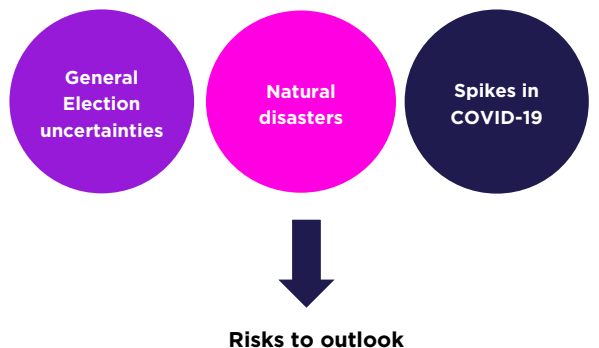 General
Election
uncertainties
Natural
disasters
Spikes in
COVID-19
Risks to outlook